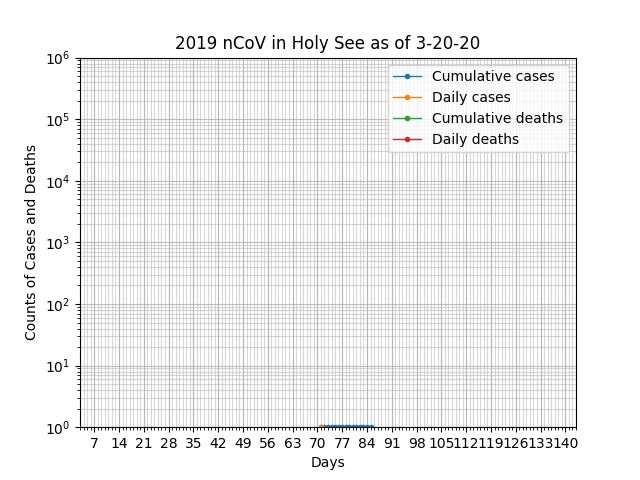 2019 nCoV in Holy See as of 3-20-20
Cumulative cases
Daily cases
Cumulative deaths
Daily deaths
Counts of Cases and Deaths
10^6
10^5
10^4
10^3
10^2
10^1
10^0
7 14 21 28 35 42 49 56 63 70 77 84 91 98 105 112 119 126 133 140
Days